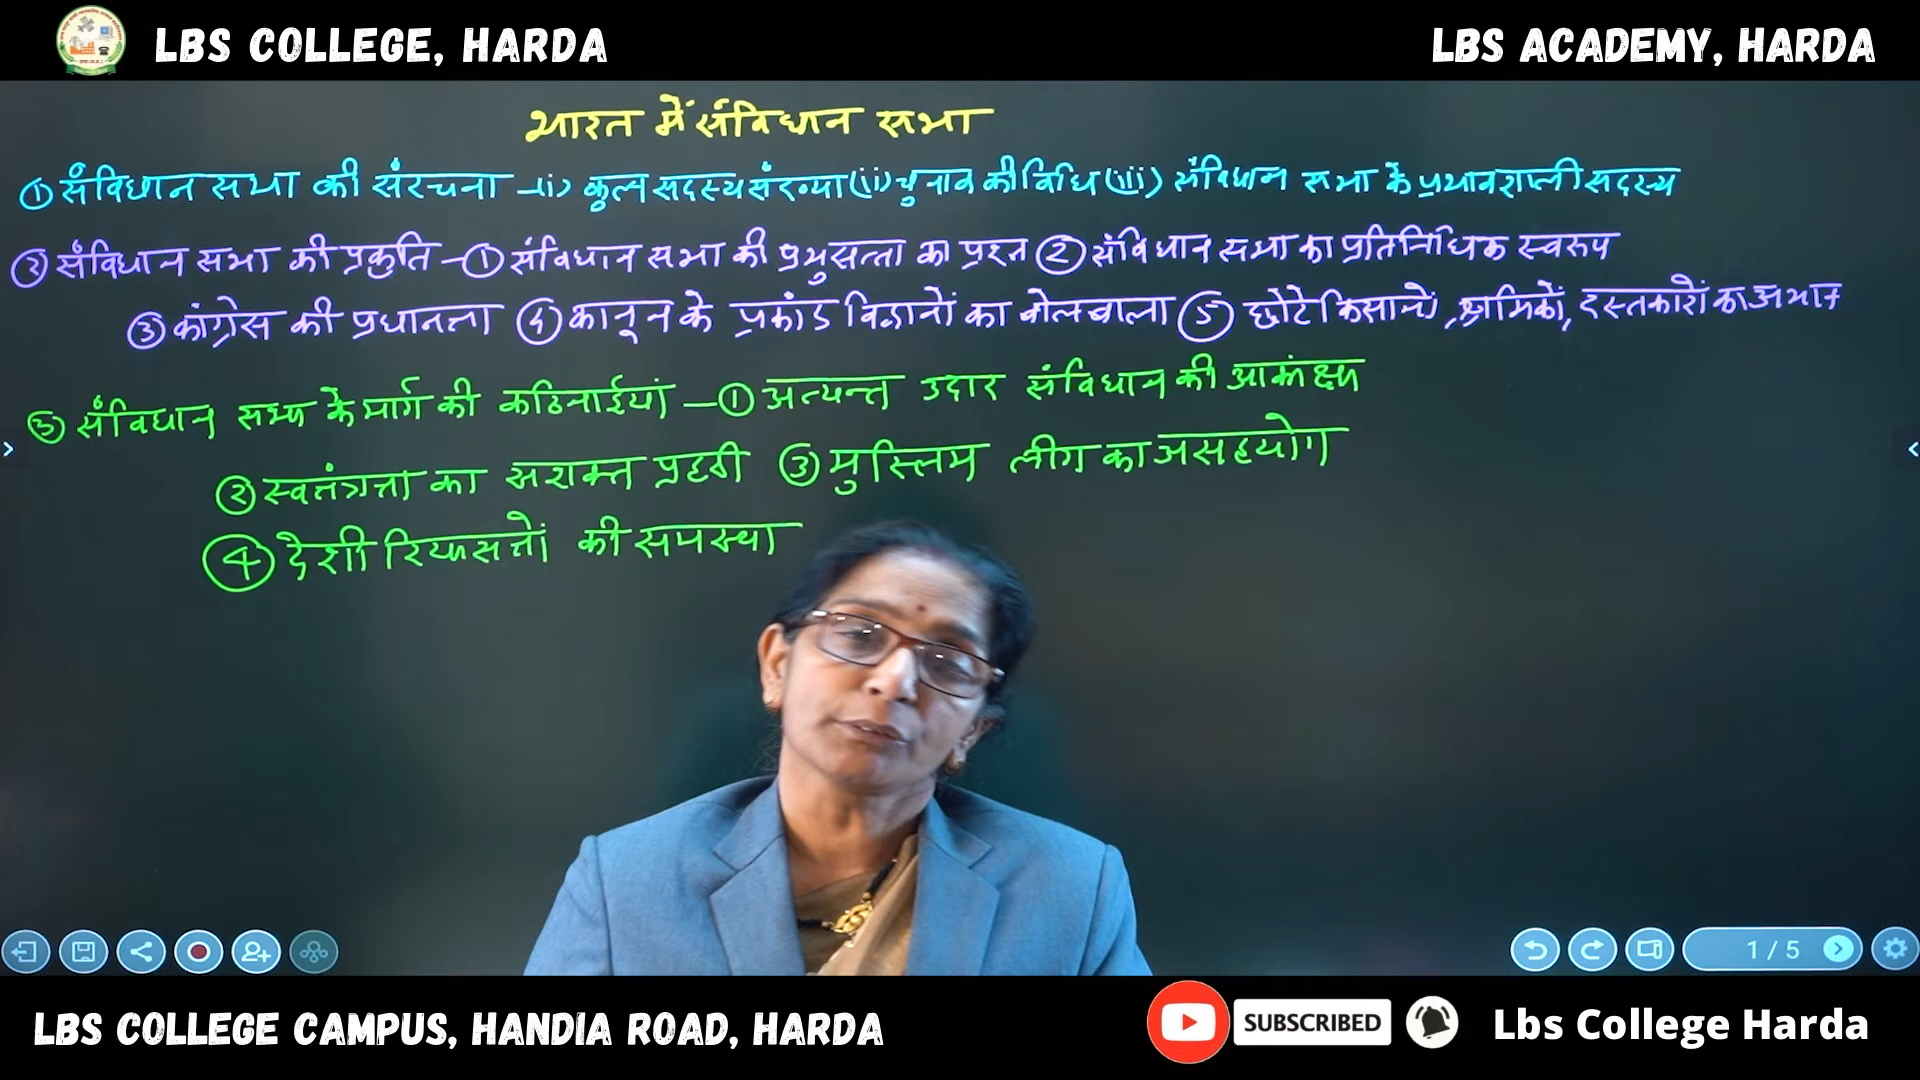 LBS COLLEGE, HARDA
LBS ACADEMY, HARDA
भारत में संविधान सभा
① संविधान सभा की संरचना -(i) कुल सदस्य संख्या (ii) चुनाव की विधि (iii) संविधान सभा के प्रभावशाली सदस्य
② संविधान सभा की प्रकृति - ① संविधान सभा की प्रभुसत्ता का प्रश्न ② संविधान सभा का प्रतिनिधिक स्वरूप
③ कांग्रेस की प्रधानता ④ कानून के प्रकांड विद्वानों का बोलबाला ⑤ छोटे किसानों, श्रमिकों, दस्तकारों का अभाव
③ संविधान सभा के मार्ग की कठिनाईयां - ① अत्यन्त उदार संविधान की आकांक्षा
② स्वतंत्रता का सशक्त प्रहरी ③ मुस्लिम लीग का असहयोग
④ देशी रियासतों की समस्या
1 / 5
LBS COLLEGE CAMPUS, HANDIA ROAD, HARDA
SUBSCRIBED
Lbs College Harda